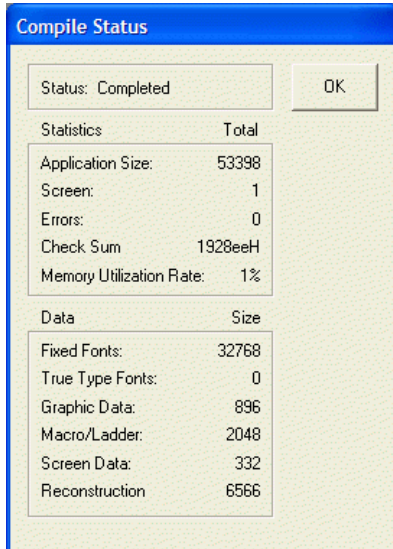 Compile Status
Status: Completed
OK
Statistics Total
Application Size: 53398
Screen: 1
Errors: 0
Check Sum 1928eeH
Memory Utilization Rate: 1%
Data Size
Fixed Fonts: 32768
True Type Fonts: 0
Graphic Data: 896
Macro/Ladder: 2048
Screen Data: 332
Reconstruction 6566